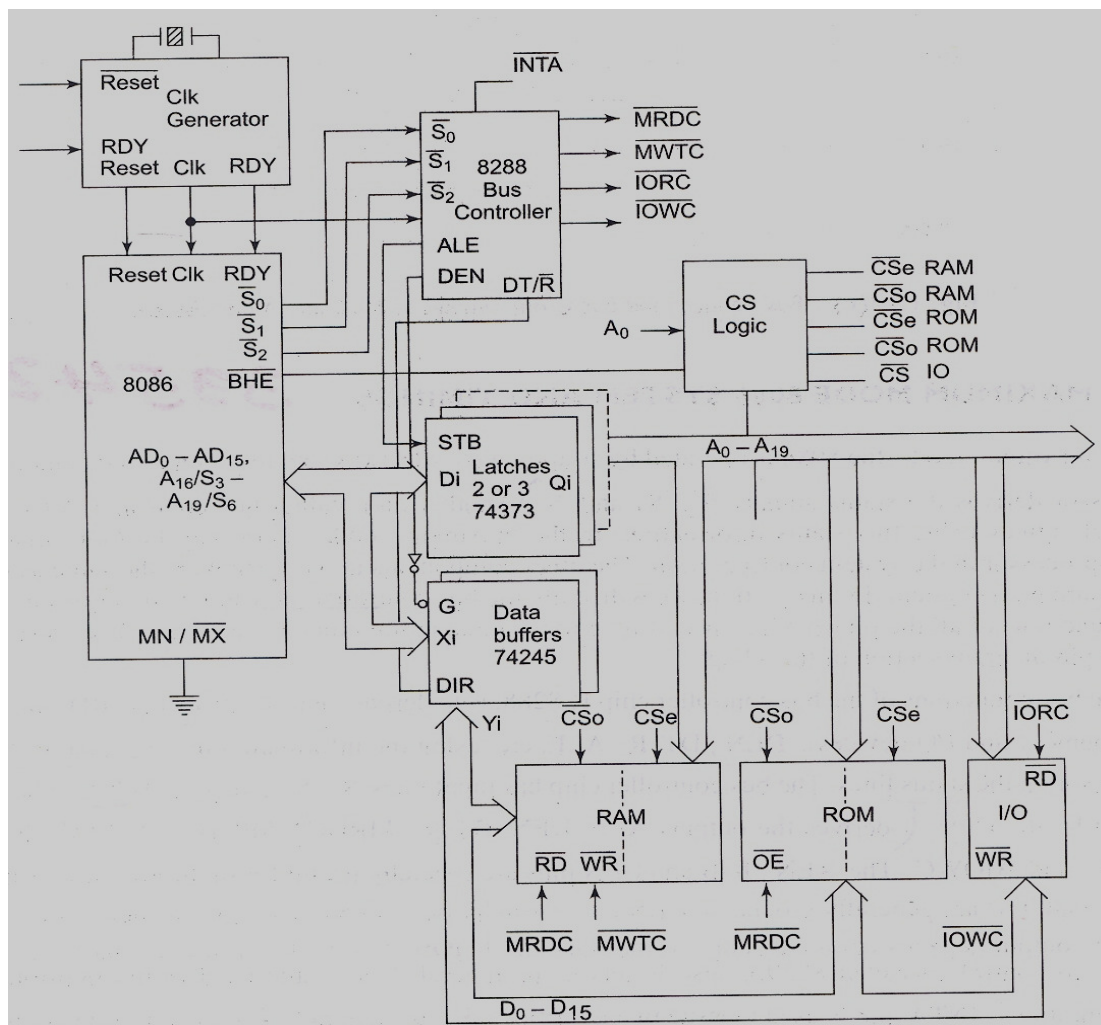 INTA
Reset
Clk
Generator
RDY
Reset Clk RDY
S0
S1
S2
8288
Bus
Controller
ALE
DEN
DT/R
MRDC
MWTC
IORC
IOWC
Reset Clk RDY
S0
S1
S2
BHE
8086
AD0 – AD15,
A16/S3 –
A19/S6
MN / MX
A0
CS
Logic
CSe RAM
CSo RAM
CSe ROM
CSo ROM
CS IO
A0 – A19
STB
Di
Latches
2 or 3
74373
Qi
G
Xi
DIR
Data
buffers
74245
Yi
CSo
CSe
CSo
CSe
IORC
RAM
RD WR
ROM
OE
RD
I/O
WR
MRDC
MWTC
MRDC
IOWC
D0 – D15